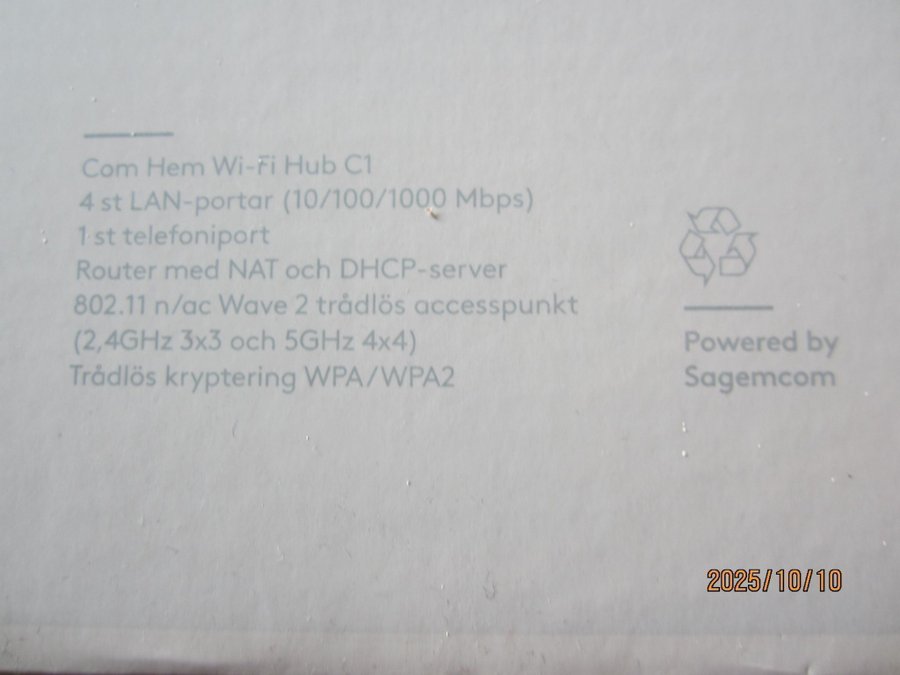 Com Hem Wi-Fi Hub C1
4 st LAN-portar (10/100/1000 Mbps)
1 st telefoniport
Router med NAT och DHCP-server
802.11 n/ac Wave 2 trådlös accesspunkt
(2,4GHz 3x3 och 5GHz 4x4)
Trådlös kryptering WPA/WPA2
Powered by
Sagemcom
2025/10/10